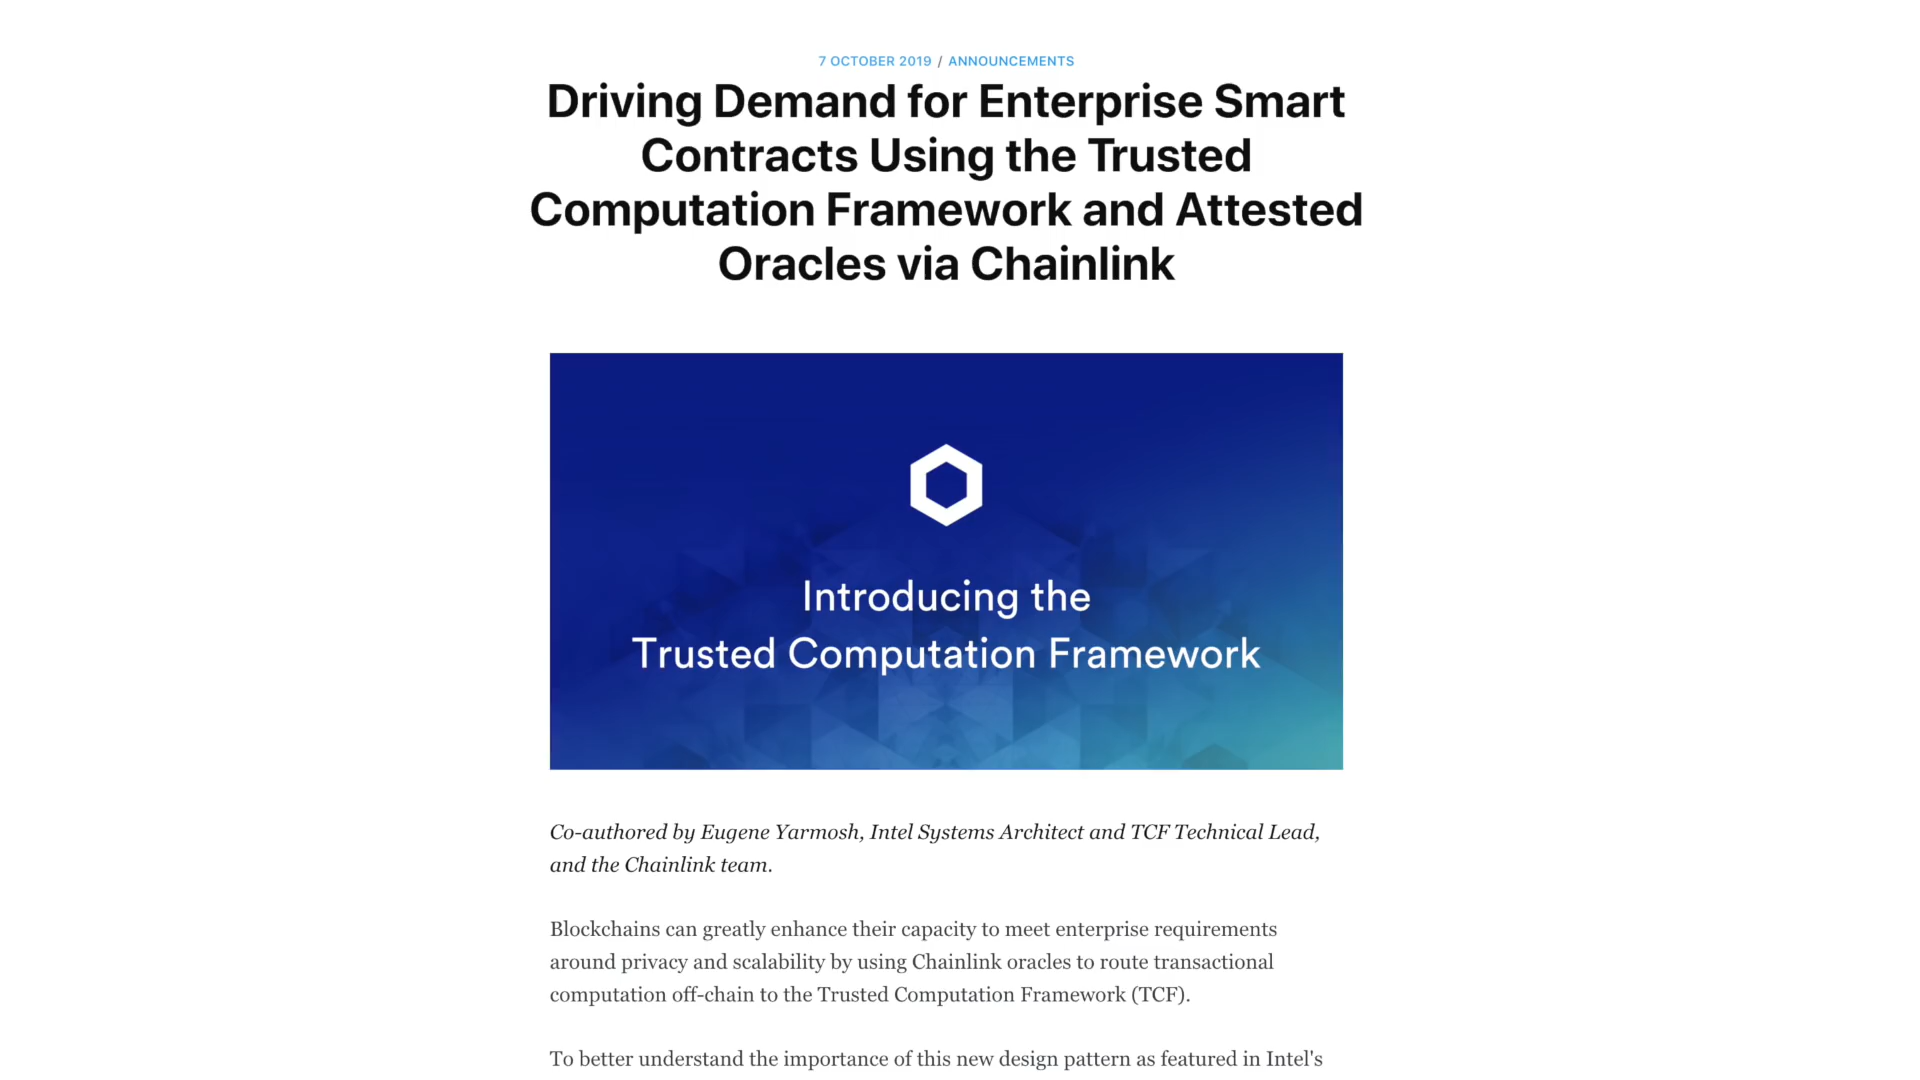 7 OCTOBER 2019 / ANNOUNCEMENTS
Driving Demand for Enterprise Smart
Contracts Using the Trusted
Computation Framework and Attested
Oracles via Chainlink
Introducing the
Trusted Computation Framework
Co-authored by Eugene Yarmosh, Intel Systems Architect and TCF Technical Lead,
and the Chainlink team.
Blockchains can greatly enhance their capacity to meet enterprise requirements
around privacy and scalability by using Chainlink oracles to route transactional
computation off-chain to the Trusted Computation Framework (TCF).
To better understand the importance of this new design pattern as featured in Intel's